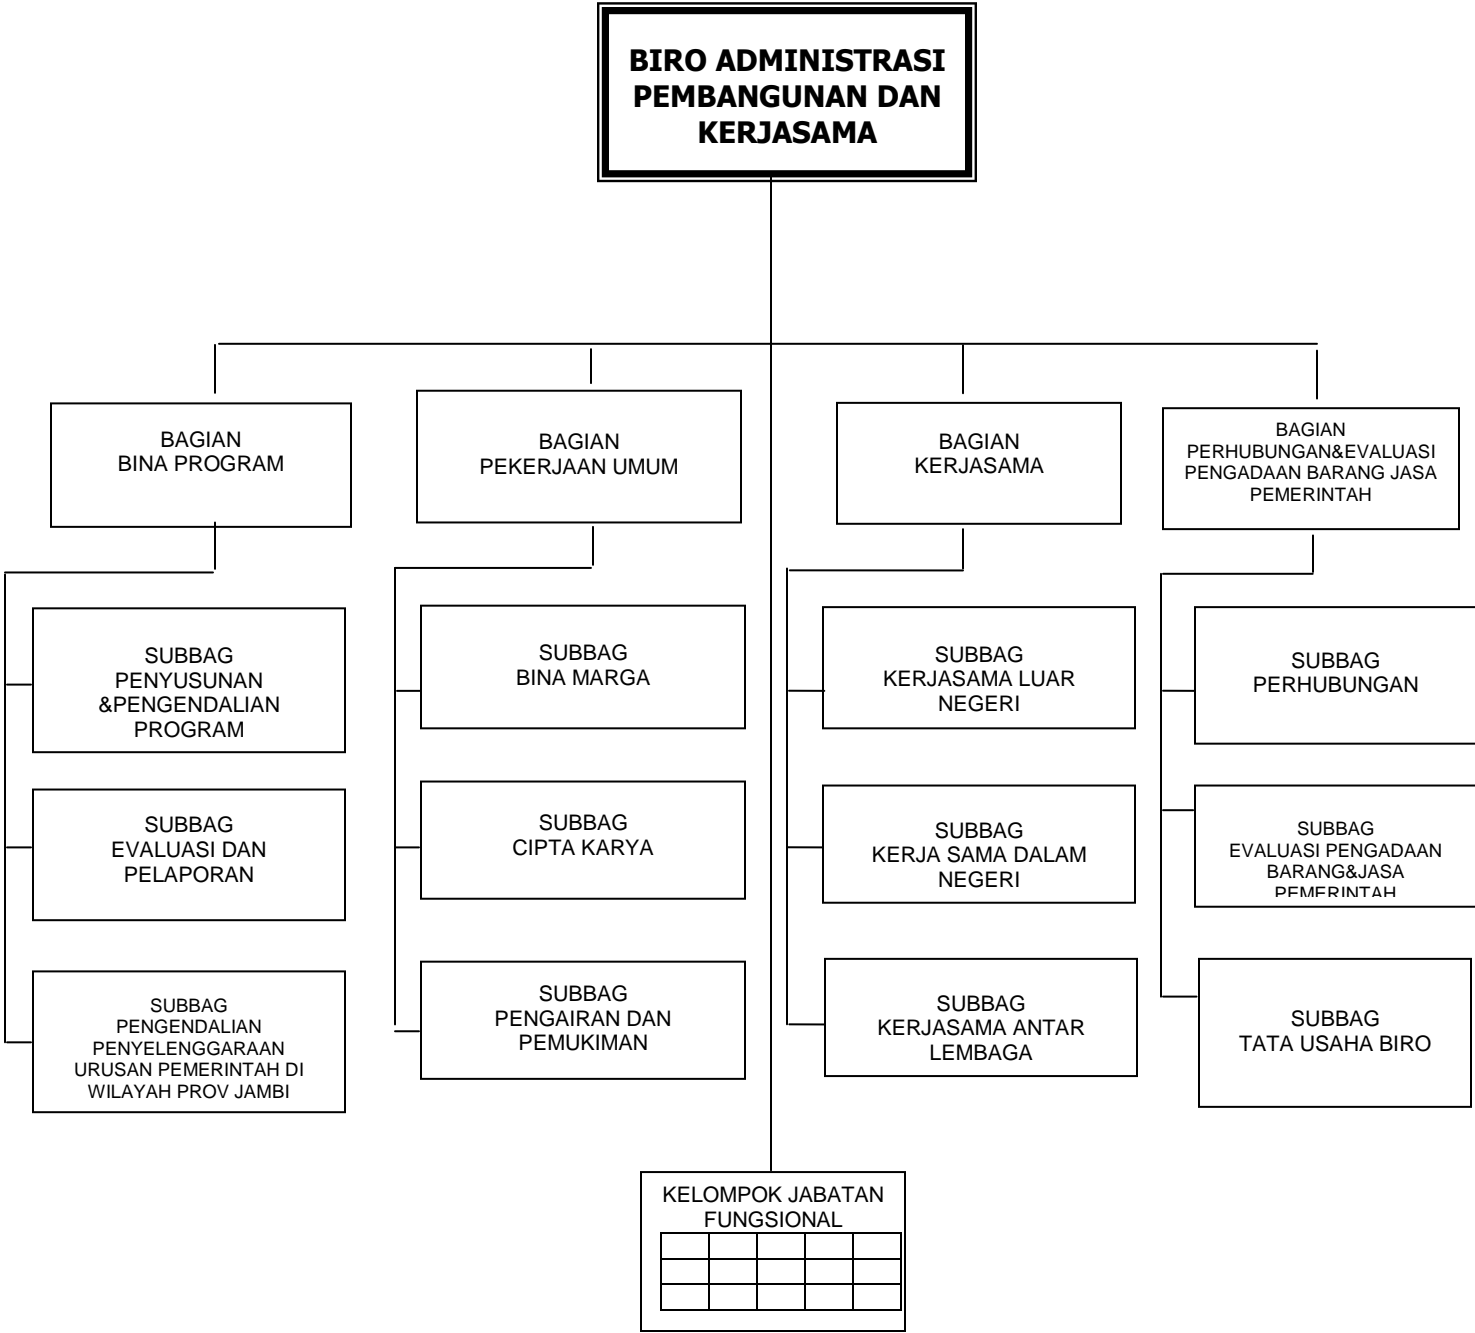 BIRO ADMINISTRASI
PEMBANGUNAN DAN
KERJASAMA
BAGIAN
BINA PROGRAM
BAGIAN
PEKERJAAN UMUM
BAGIAN
KERJASAMA
BAGIAN
PERHUBUNGAN&EVALUASI
PENGADAAN BARANG JASA
PEMERINTAH
SUBBAG
PENYUSUNAN
&PENGENDALIAN
PROGRAM
SUBBAG
EVALUASI DAN
PELAPORAN
SUBBAG
PENGENDALIAN
PENYELENGGARAAN
URUSAN PEMERINTAH DI
WILAYAH PROV JAMBI
SUBBAG
BINA MARGA
SUBBAG
CIPTA KARYA
SUBBAG
PENGAIRAN DAN
PEMUKIMAN
SUBBAG
KERJASAMA LUAR
NEGERI
SUBBAG
KERJA SAMA DALAM
NEGERI
SUBBAG
KERJASAMA ANTAR
LEMBAGA
SUBBAG
PERHUBUNGAN
SUBBAG
EVALUASI PENGADAAN
BARANG&JASA
PEMERINTAH
SUBBAG
TATA USAHA BIRO
KELOMPOK JABATAN
FUNGSIONAL